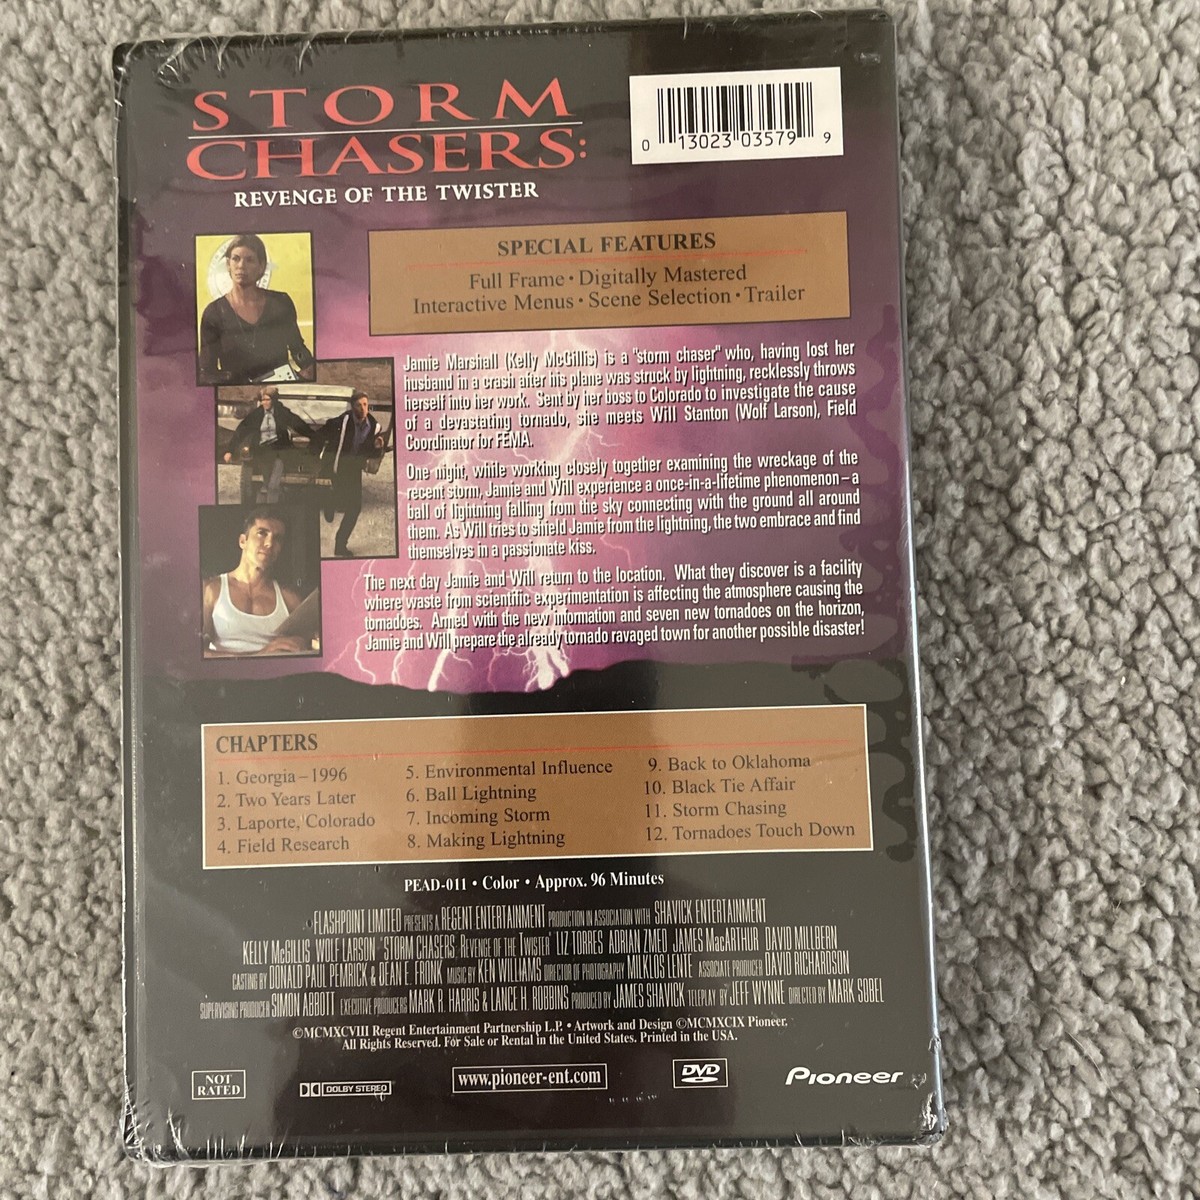 STORM
CHASERS:
REVENGE OF THE TWISTER
0 13023 03579 9
SPECIAL FEATURES
Full Frame • Digitally Mastered
Interactive Menus • Scene Selection • Trailer
Jamie Marshall (Kelly McGillis) is a "storm chaser" who, having lost her
husband in a crash after his plane was struck by lightning, recklessly throws
herself into her work. Sent by her boss to Colorado to investigate the cause
of a devastating tornado, she meets Will Stanton (Wolf Larson), Field
Coordinator for FEMA.
One night, while working closely together examining the wreckage of the
recent storm, Jamie and Will experience a once-in-a-lifetime phenomenon–a
ball of lightning falling from the sky connecting with the ground all around
them. As Will tries to shield Jamie from the lightning, the two embrace and find
themselves in a passionate kiss.
The next day Jamie and Will return to the location. What they discover is a facility
where waste from scientific experimentation is affecting the atmosphere causing the
tornadoes. Armed with the new information and seven new tornadoes on the horizon,
Jamie and Will prepare the already tornado ravaged town for another possible disaster!
CHAPTERS
1. Georgia–1996
2. Two Years Later
3. Laporte, Colorado
4. Field Research
5. Environmental Influence
6. Ball Lightning
7. Incoming Storm
8. Making Lightning
9. Back to Oklahoma
10. Black Tie Affair
11. Storm Chasing
12. Tornadoes Touch Down
PEAD-011 • Color • Approx. 96 Minutes
FLASHPOINT LIMITED PRESENTS A REGENT ENTERTAINMENT PRODUCTION IN ASSOCIATION WITH SHAVICK ENTERTAINMENT
KELLY McGILLIS WOLF LARSON "STORM CHASERS: REVENGE OF THE TWISTER" LIZ TORRES ADRIAN ZMED JAMES MacARTHUR DAVID MILLBERN
CASTING BY DONALD PAUL PEMRICK & DEAN E. FRONK MUSIC BY KEN WILLIAMS DIRECTOR OF PHOTOGRAPHY MILKLOS LENTE ASSOCIATE PRODUCER DAVID RICHARDSON
SUPERVISING PRODUCER SIMON ABBOTT EXECUTIVE PRODUCERS MARK R. HARRIS & LANCE H. ROBBINS PRODUCED BY JAMES SHAVICK TELEPLAY BY JEFF WYNNE DIRECTED BY MARK SOBEL
©MCMXCVIII Regent Entertainment Partnership L.P. • Artwork and Design ©MCMXCIX Pioneer.
All Rights Reserved. For Sale or Rental in the United States. Printed in the USA.
NOT
RATED
DOLBY STEREO
www.pioneer-ent.com
DVD
Pioneer